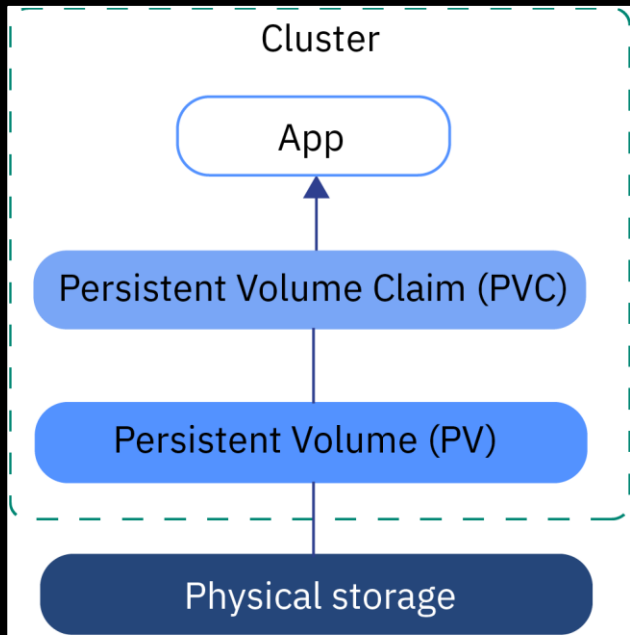 Cluster
App
Persistent Volume Claim (PVC)
Persistent Volume (PV)
Physical storage